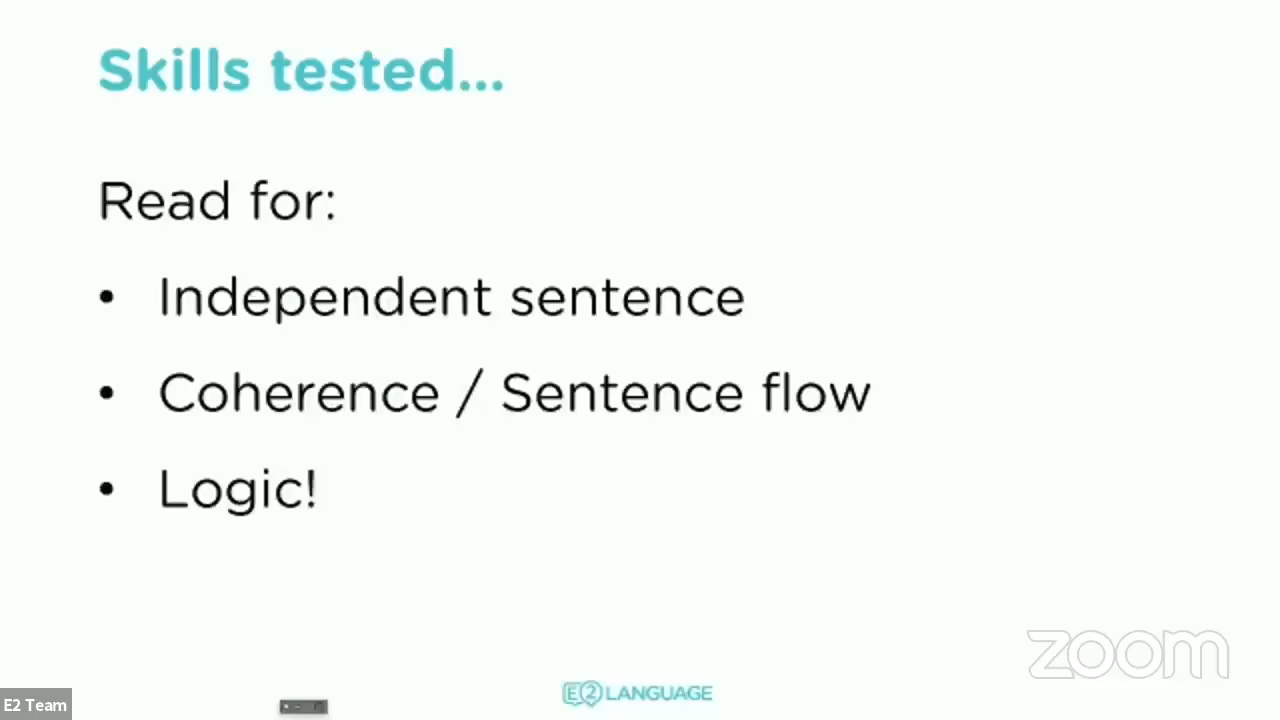 Skills tested...
Read for:
• Independent sentence
• Coherence / Sentence flow
• Logic!
zoom
E2 LANGUAGE
E2 Team